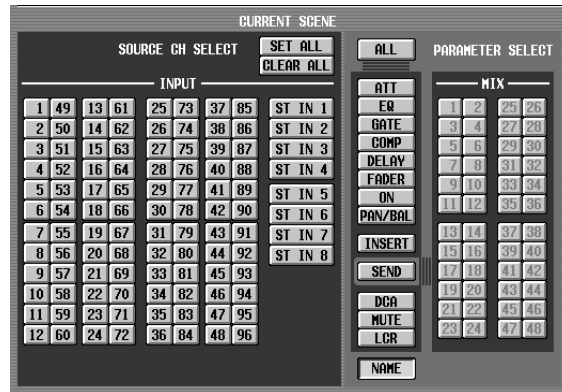 CURRENT SCENE
SOURCE CH SELECT
SET ALL
CLEAR ALL
INPUT
1 49 13 61 25 73 37 85 ST IN 1
2 50 14 62 26 74 38 86 ST IN 2
3 51 15 63 27 75 39 87 ST IN 3
4 52 16 64 28 76 40 88 ST IN 4
5 53 17 65 29 77 41 89 ST IN 5
6 54 18 66 30 78 42 90 ST IN 6
7 55 19 67 31 79 43 91 ST IN 7
8 56 20 68 32 80 44 92 ST IN 8
9 57 21 69 33 81 45 93
10 58 22 70 34 82 46 94
11 59 23 71 35 83 47 95
12 60 24 72 36 84 48 96
ALL
ATT
EQ
GATE
COMP
DELAY
FADER
ON
PAN/BAL
INSERT
SEND
DCA
MUTE
LCR
NAME
PARAMETER SELECT
MIX
1 2 25 26
3 4 27 28
5 6 29 30
7 8 31 32
9 10 33 34
11 12 35 36
13 14 37 38
15 16 39 40
17 18 41 42
19 20 43 44
21 22 45 46
23 24 47 48